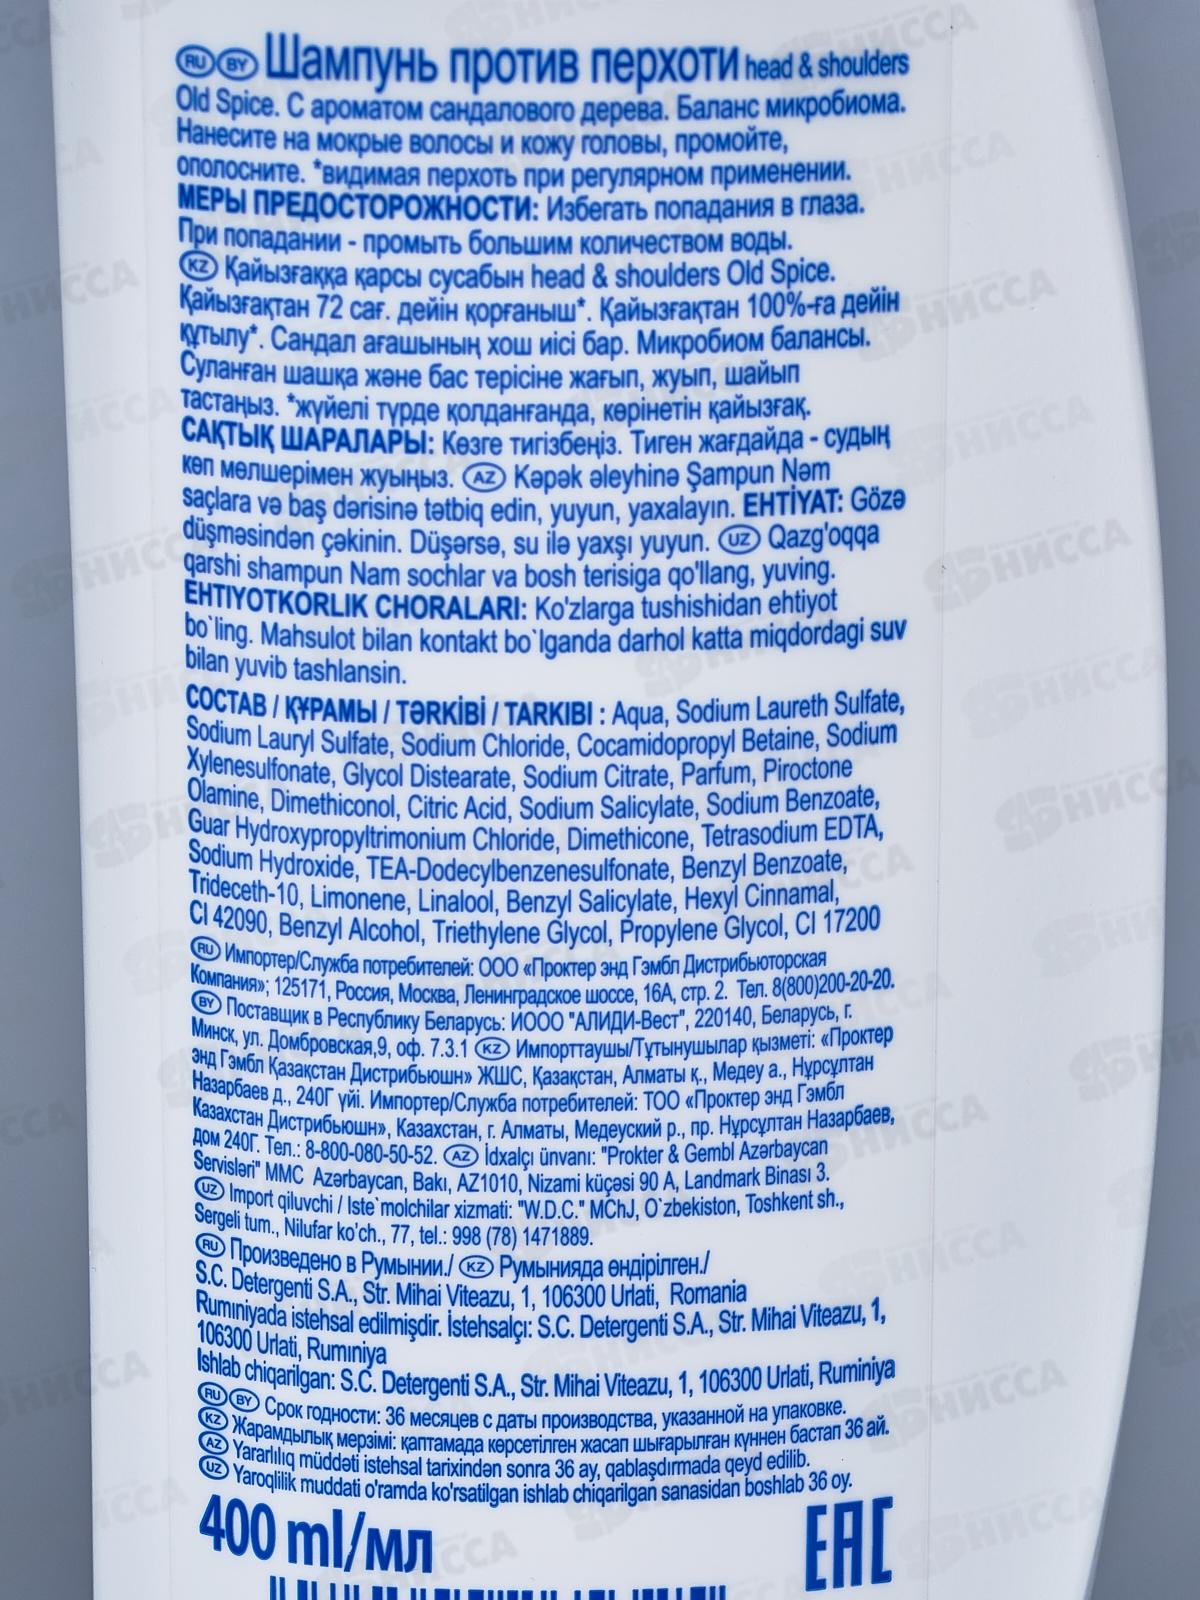 RU BY Шампунь против перхоти head & shoulders
Old Spice. С ароматом сандалового дерева. Баланс микробиома.
Нанесите на мокрые волосы и кожу головы, промойте,
ополосните. *видимая перхоть при регулярном применении.
МЕРЫ ПРЕДОСТОРОЖНОСТИ: Избегать попадания в глаза.
При попадании - промыть большим количеством воды.
KZ Қайызғаққа қарсы сусабын head & shoulders Old Spice.
Қайызғақтан 72 сағ. дейін қорғаныш*. Қайызғақтан 100%-ға дейін
құтылу*. Сандал ағашының хош иісі бар. Микробиом балансы.
Суланған шашқа және бас терісіне жағып, жуып, шайып
тастаңыз. *жүйелі түрде қолданғанда, көрінетін қайызғақ.
САҚТЫҚ ШАРАЛАРЫ: Көзге тигізбеңіз. Тиген жағдайда - судың
көп мөлшерімен жуыңыз. AZ Kəpək əleyhinə Şampun Nəm
saçlara və baş dərisinə tətbiq edin, yuyun, yaxalayın. EHTİYAT: Gözə
düşməsindən çəkinin. Düşərsə, su ilə yaxşı yuyun. UZ Qazg'oqqa
qarshi shampun Nam sochlar va bosh terisiga qo'llang, yuving.
EHTIYOTKORLIK CHORALARI: Ko'zlarga tushishidan ehtiyot
bo`ling. Mahsulot bilan kontakt bo`lganda darhol katta miqdordagi suv
bilan yuvib tashlansin.
СОСТАВ / ҚҰРАМЫ / TƏRKİBİ / TARKIBI : Aqua, Sodium Laureth Sulfate,
Sodium Lauryl Sulfate, Sodium Chloride, Cocamidopropyl Betaine, Sodium
Xylenesulfonate, Glycol Distearate, Sodium Citrate, Parfum, Piroctone
Olamine, Dimethiconol, Citric Acid, Sodium Salicylate, Sodium Benzoate,
Guar Hydroxypropyltrimonium Chloride, Dimethicone, Tetrasodium EDTA,
Sodium Hydroxide, TEA-Dodecylbenzenesulfonate, Benzyl Benzoate,
Trideceth-10, Limonene, Linalool, Benzyl Salicylate, Hexyl Cinnamal,
CI 42090, Benzyl Alcohol, Triethylene Glycol, Propylene Glycol, CI 17200
RU Импортер/Служба потребителей: ООО «Проктер энд Гэмбл Дистрибьюторская
Компания»; 125171, Россия, Москва, Ленинградское шоссе, 16А, стр. 2. Тел. 8(800)200-20-20.
BY Поставщик в Республику Беларусь: ИООО "АЛИДИ-Вест", 220140, Беларусь, г.
Минск, ул. Домбровская,9, оф. 7.3.1 KZ Импорттаушы/Тұтынушылар қызметі: «Проктер
энд Гэмбл Қазақстан Дистрибьюшн» ЖШС, Қазақстан, Алматы қ., Медеу а., Нұрсұлтан
Назарбаев д., 240Г үйі. Импортер/Служба потребителей: ТОО «Проктер энд Гэмбл
Казахстан Дистрибьюшн», Казахстан, г. Алматы, Медеуский р., пр. Нұрсұлтан Назарбаев,
дом 240Г. Тел.: 8-800-080-50-52. AZ İdxalçı ünvanı: "Prokter & Gembl Azərbaycan
Servisləri" MMC Azərbaycan, Bakı, AZ1010, Nizami küçəsi 90 A, Landmark Binası 3.
UZ Import qiluvchi / Iste`molchilar xizmati: "W.D.C." MChJ, O`zbekiston, Toshkent sh.,
Sergeli tum., Nilufar ko'ch., 77, tel.: 998 (78) 1471889.
RU Произведено в Румынии./ KZ Румынияда өндірілген./
S.C. Detergenti S.A., Str. Mihai Viteazu, 1, 106300 Urlati, Romania
Rumıniyada istehsal edilmişdir. İstehsalçı: S.C. Detergenti S.A., Str. Mihai Viteazu, 1,
106300 Urlati, Rumıniya
Ishlab chiqarilgan: S.C. Detergenti S.A., Str. Mihai Viteazu, 1, 106300 Urlati, Ruminiya
RU BY Срок годности: 36 месяцев с даты производства, указанной на упаковке.
KZ Жарамдылық мерзімі: қаптамада көрсетілген жасап шығарылған күннен бастап 36 ай.
AZ Yararlılıq müddəti istehsal tarixindən sonra 36 ay, qablaşdırmada qeyd edilib.
UZ Yaroqlilik muddati o'ramda ko'rsatilgan ishlab chiqarilgan sanasidan boshlab 36 oy.
400 ml/мл
EAC